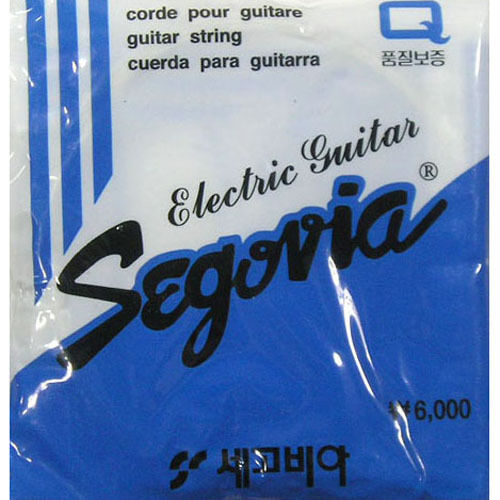 corde pour guitare
guitar string
cuerda para guitarra
Q
품질보증
Electric Guitar
Segovia®
₩6,000
세고비아